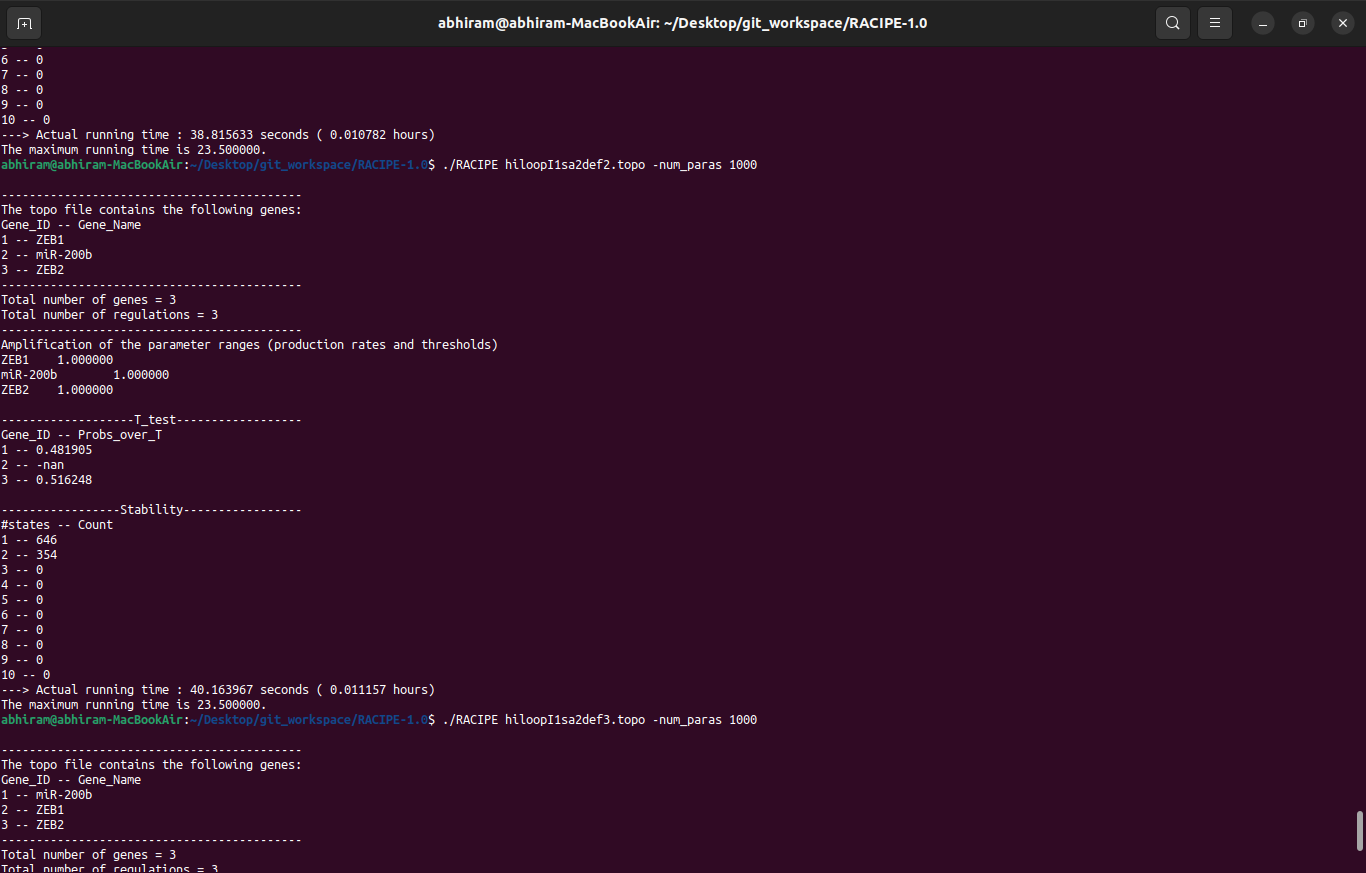 abhiram@abhiram-MacBookAir: ~/Desktop/git_workspace/RACIPE-1.0
6 -- 0
7 -- 0
8 -- 0
9 -- 0
10 -- 0
---> Actual running time : 38.815633 seconds ( 0.010782 hours)
The maximum running time is 23.500000.
abhiram@abhiram-MacBookAir:~/Desktop/git_workspace/RACIPE-1.0$ ./RACIPE hiloopI1sa2def2.topo -num_paras 1000
-------------------------------------------
The topo file contains the following genes:
Gene_ID -- Gene_Name
1 -- ZEB1
2 -- miR-200b
3 -- ZEB2
-------------------------------------------
Total number of genes = 3
Total number of regulations = 3
-------------------------------------------
Amplification of the parameter ranges (production rates and thresholds)
ZEB1    1.000000
miR-200b        1.000000
ZEB2    1.000000
-------------------T_test------------------
Gene_ID -- Probs_over_T
1 -- 0.481905
2 -- -nan
3 -- 0.516248
-----------------Stability-----------------
#states -- Count
1 -- 646
2 -- 354
3 -- 0
4 -- 0
5 -- 0
6 -- 0
7 -- 0
8 -- 0
9 -- 0
10 -- 0
---> Actual running time : 40.163967 seconds ( 0.011157 hours)
The maximum running time is 23.500000.
abhiram@abhiram-MacBookAir:~/Desktop/git_workspace/RACIPE-1.0$ ./RACIPE hiloopI1sa2def3.topo -num_paras 1000
-------------------------------------------
The topo file contains the following genes:
Gene_ID -- Gene_Name
1 -- miR-200b
2 -- ZEB1
3 -- ZEB2
-------------------------------------------
Total number of genes = 3
Total number of regulations = 3